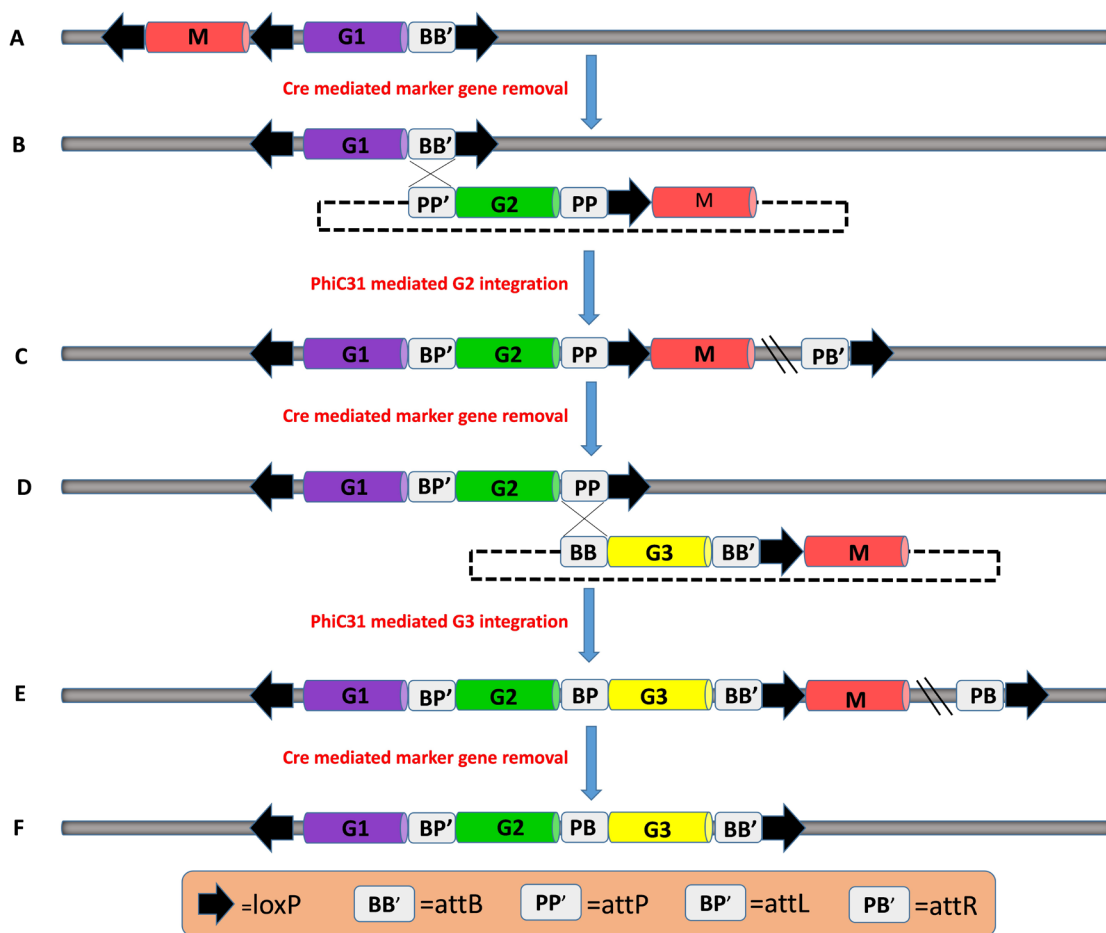 A M G1 BB'
Cre mediated marker gene removal
B G1 BB'
PP' G2 PP M
PhiC31 mediated G2 integration
C G1 BP' G2 PP M PB'
Cre mediated marker gene removal
D G1 BP' G2 PP
BB G3 BB' M
PhiC31 mediated G3 integration
E G1 BP' G2 BP G3 BB' M PB
Cre mediated marker gene removal
F G1 BP' G2 PB G3 BB'
=loxP BB' =attB PP' =attP BP' =attL PB' =attR